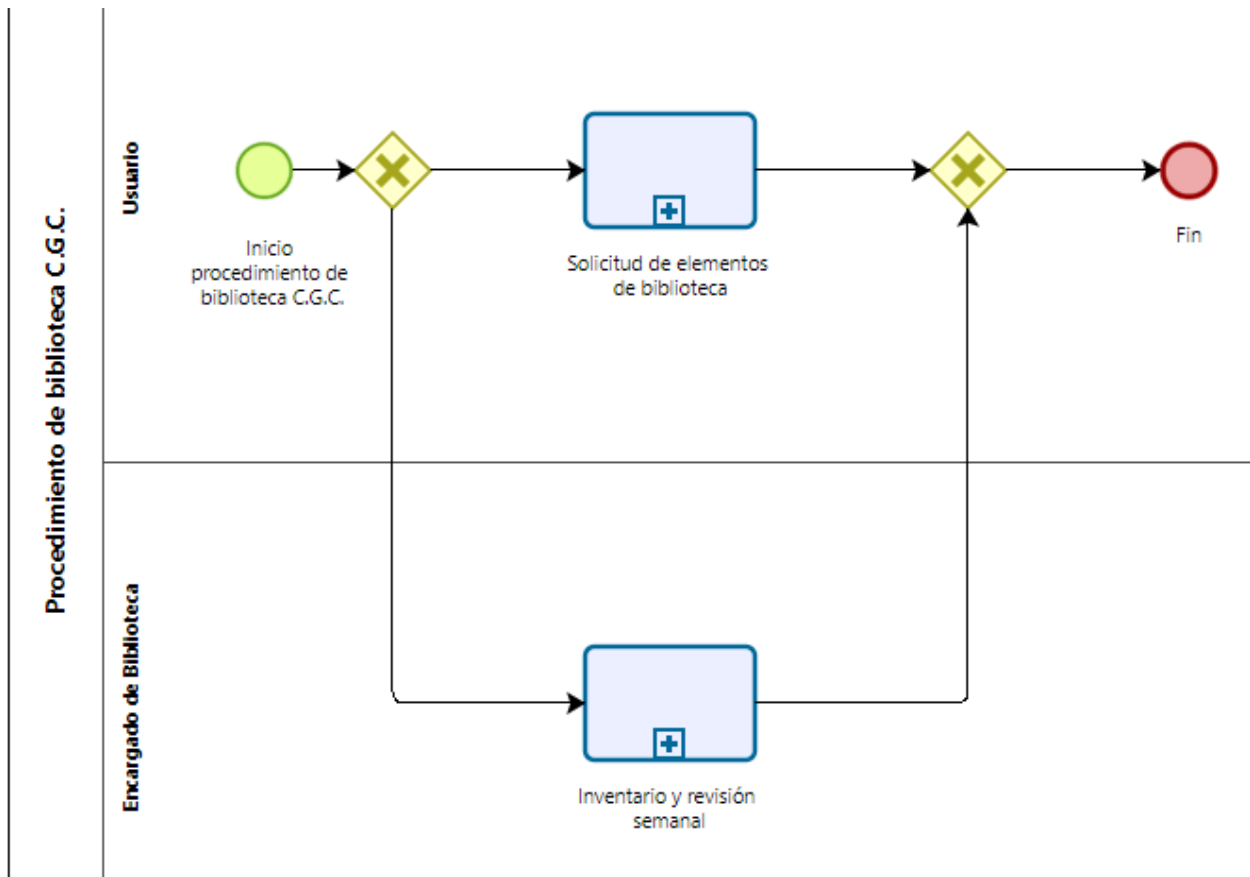 Procedimiento de biblioteca C.G.C.
Usuario
Inicio
procedimiento de
biblioteca C.G.C.
Solicitud de elementos
de biblioteca
Fin
Encargado de Biblioteca
Inventario y revisión
semanal